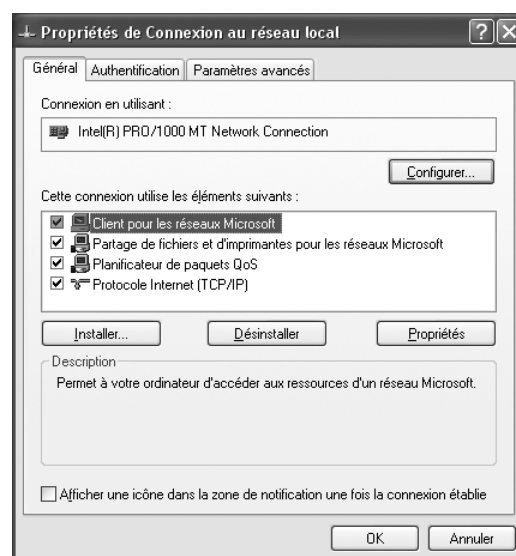 Propriétés de Connexion au réseau local
Général Authentification Paramètres avancés
Connexion en utilisant :
Intel(R) PRO/1000 MT Network Connection
Configurer...
Cette connexion utilise les éléments suivants :
Client pour les réseaux Microsoft
Partage de fichiers et d'imprimantes pour les réseaux Microsoft
Planificateur de paquets QoS
Protocole Internet (TCP/IP)
Installer... Désinstaller Propriétés
Description
Permet à votre ordinateur d'accéder aux ressources d'un réseau Microsoft.
Afficher une icône dans la zone de notification une fois la connexion établie
OK Annuler